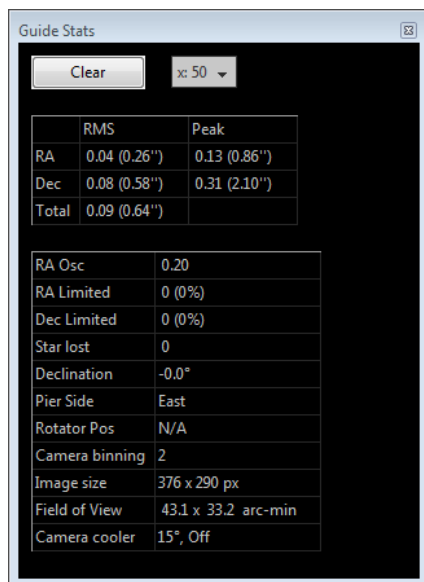 Guide Stats
Clear x: 50
RMS Peak
RA 0.04 (0.26'') 0.13 (0.86'')
Dec 0.08 (0.58'') 0.31 (2.10'')
Total 0.09 (0.64'')
RA Osc 0.20
RA Limited 0 (0%)
Dec Limited 0 (0%)
Star lost 0
Declination -0.0°
Pier Side East
Rotator Pos N/A
Camera binning 2
Image size 376 x 290 px
Field of View 43.1 x 33.2 arc-min
Camera cooler 15°, Off